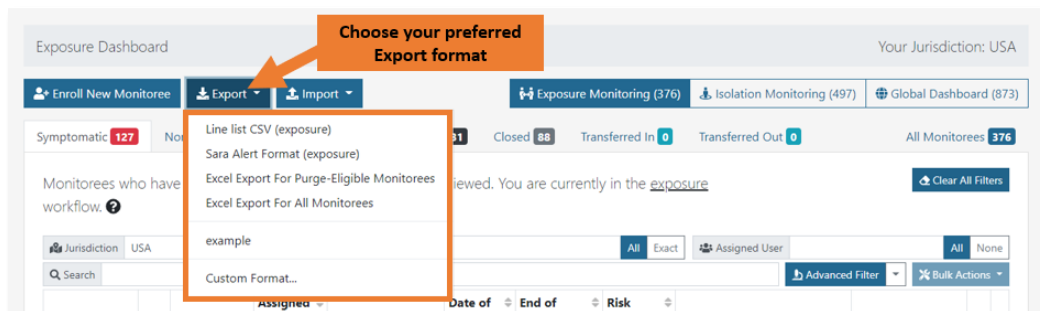 Choose your preferred
Export format
Exposure Dashboard
Your Jurisdiction: USA
Enroll New Monitoree
Export
Import
Exposure Monitoring (376)
Isolation Monitoring (497)
Global Dashboard (873)
Symptomatic 127
Closed 88
Transferred In 0
Transferred Out 0
All Monitorees 376
Line list CSV (exposure)
Sara Alert Format (exposure)
Excel Export For Purge-Eligible Monitorees
Excel Export For All Monitorees
example
Custom Format...
Monitorees who have
iewed. You are currently in the exposure
workflow.
Clear All Filters
Jurisdiction USA
All Exact
Assigned User
All None
Search
Advanced Filter
Bulk Actions
Assigned
Date of
End of
Risk